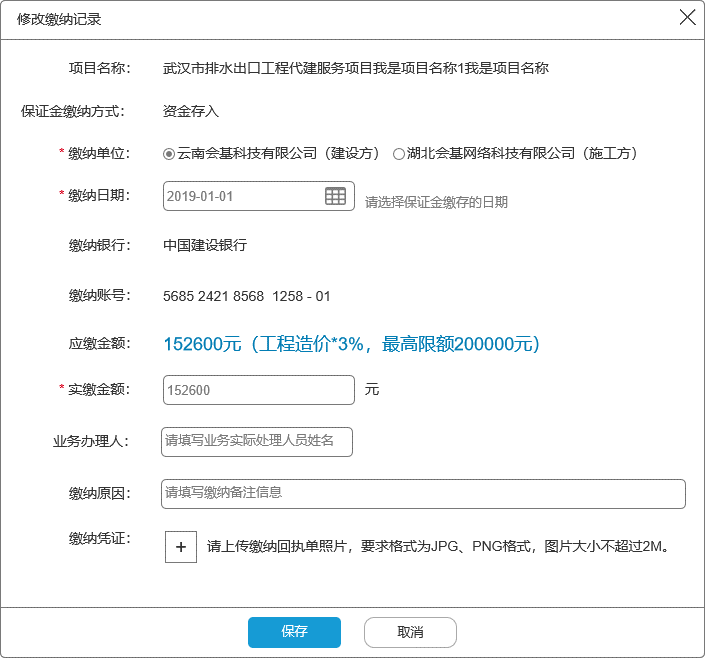 修改缴纳记录
项目名称： 武汉市排水出口工程代建服务项目我是项目名称1我是项目名称
保证金缴纳方式： 资金存入
* 缴纳单位： 云南会基科技有限公司（建设方） 湖北会基网络科技有限公司（施工方）
* 缴纳日期： 2019-01-01 请选择保证金缴存的日期
缴纳银行： 中国建设银行
缴纳账号： 5685 2421 8568 1258 - 01
应缴金额： 152600元（工程造价*3%，最高限额200000元）
* 实缴金额： 152600 元
业务办理人： 请填写业务实际处理人员姓名
缴纳原因： 请填写缴纳备注信息
缴纳凭证： + 请上传缴纳回执单照片，要求格式为JPG、PNG格式，图片大小不超过2M。
保存 取消